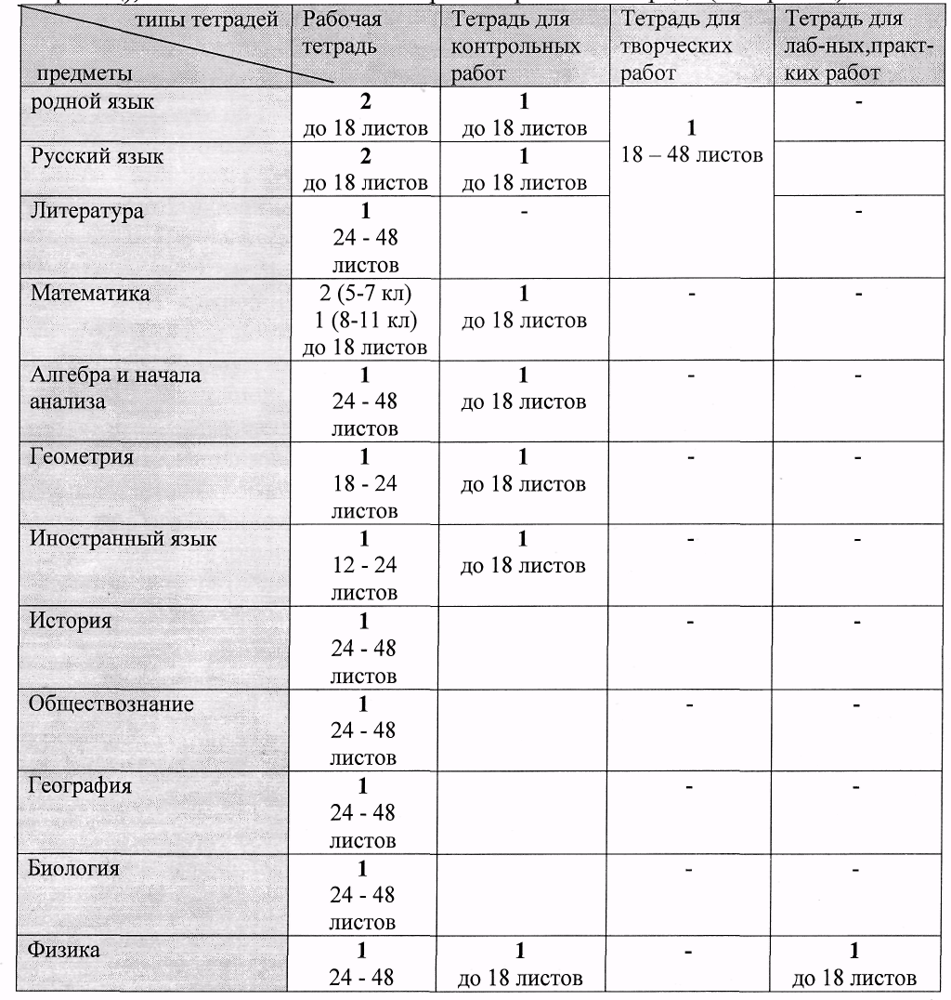 типы тетрадей
предметы
Рабочая
тетрадь
Тетрадь для
контрольных
работ
Тетрадь для
творческих
работ
Тетрадь для
лаб-ных,практ-
ких работ
родной язык
2
до 18 листов
1
до 18 листов
1
18 – 48 листов
-
Русский язык
2
до 18 листов
1
до 18 листов
Литература
1
24 - 48
листов
-
-
Математика
2 (5-7 кл)
1 (8-11 кл)
до 18 листов
1
до 18 листов
-
-
Алгебра и начала
анализа
1
24 - 48
листов
1
до 18 листов
-
-
Геометрия
1
18 - 24
листов
1
до 18 листов
-
-
Иностранный язык
1
12 - 24
листов
1
до 18 листов
-
-
История
1
24 - 48
листов
-
-
Обществознание
1
24 - 48
листов
-
-
География
1
24 - 48
листов
-
-
Биология
1
24 - 48
листов
-
-
Физика
1
24 - 48
1
до 18 листов
-
1
до 18 листов